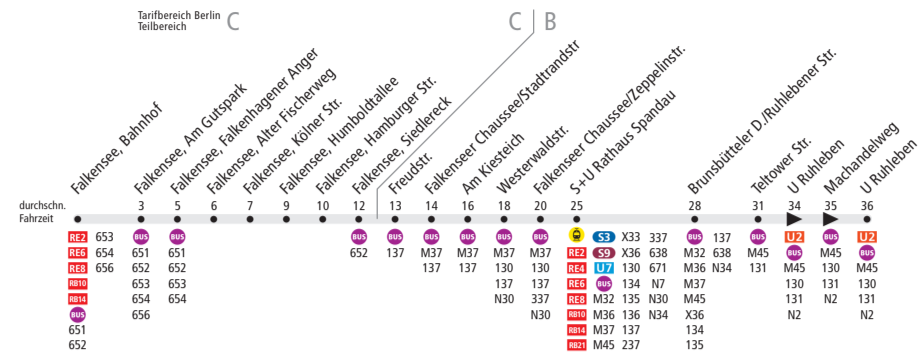 Tarifbereich Berlin
Teilbereich
C
C
B
Falkensee, Bahnhof
Falkensee, Am Gutspark
Falkensee, Falkenhagener Anger
Falkensee, Alter Fischerweg
Falkensee, Kölner Str.
Falkensee, Humboldtallee
Falkensee, Hamburger Str.
Falkensee, Siedlereck
Freudstr.
Falkenseer Chaussee/Stadtrandstr
Am Kiesteich
Westerwaldstr.
Falkenseer Chaussee/Zeppelinstr.
S+U Rathaus Spandau
Brunsbütteler D./Ruhlebener Str.
Teltower Str.
U Ruhleben
Machandelweg
U Ruhleben
durchschn.
Fahrzeit
3 5 6 7 9 10 12 13 14 16 18 20 25 28 31 34 35 36
RE2 653
RE6 654
RE8 656
RB10
RB14
BUS
651
652
BUS
651
652
653
654
656
BUS
651
652
653
654
BUS
652
BUS
137
BUS
M37
137
BUS
M37
137
BUS
M37
130
137
N30
BUS
M37
130
137
337
N30
S3 X33 337
RE2 S9 X36 638
RE4 U7 130 671
RE6 BUS 134 N7
RE8 M32 135 N30
RB10 M36 136 N34
RB14 M37 137
RB21 M45 237
BUS 137
M32 638
M36 N34
M37
M45
X36
134
135
BUS
M45
131
U2
BUS
M45
130
131
N2
BUS
M45
130
131
N2
U2
BUS
M45
130
131
N2